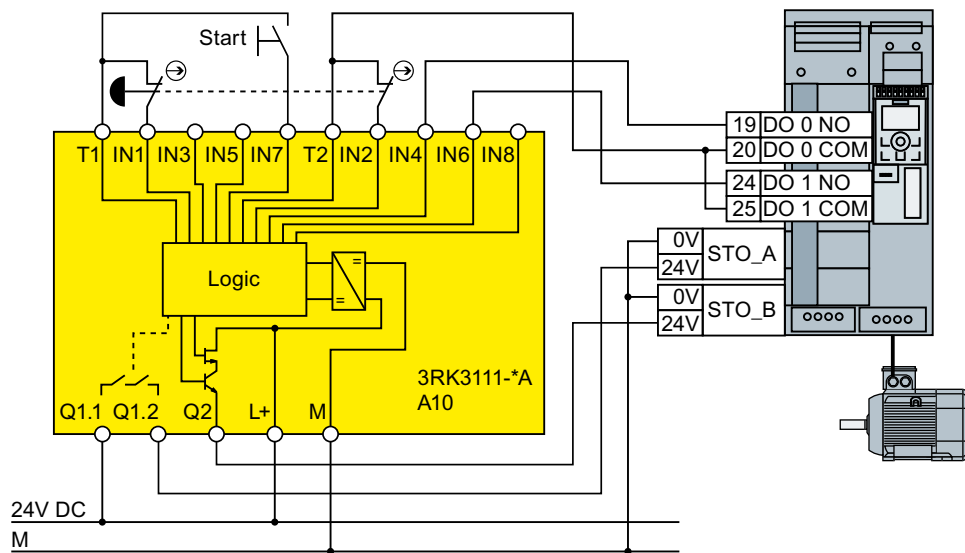 Start
T1 IN1 IN3 IN5 IN7 T2 IN2 IN4 IN6 IN8
19 DO 0 NO
20 DO 0 COM
24 DO 1 NO
25 DO 1 COM
0V
24V
STO_A
0V
24V
STO_B
Logic
=
=
3RK3111-*A
A10
Q1.1 Q1.2 Q2 L+ M
24V DC
M